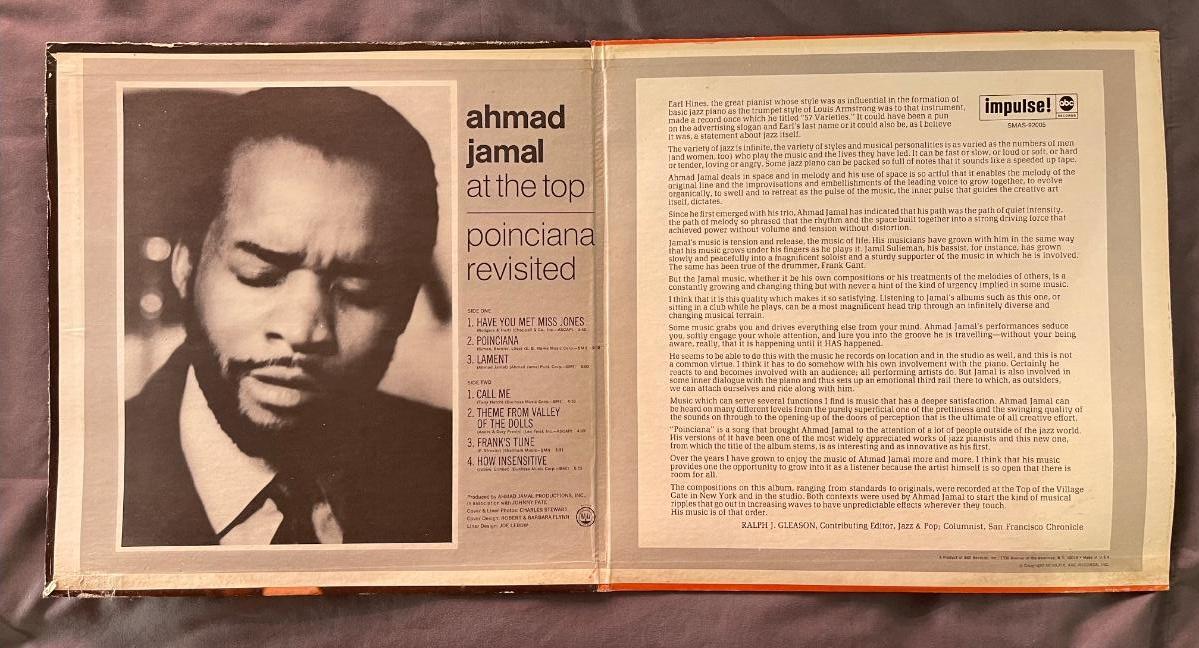 ahmad
jamal
at the top
poinciana
revisited
SIDE ONE
1. HAVE YOU MET MISS JONES
2. POINCIANA
3. LAMENT
SIDE TWO
1. CALL ME
2. THEME FROM VALLEY
OF THE DOLLS
3. FRANK'S TUNE
4. HOW INSENSITIVE
Produced by AHMAD JAMAL PRODUCTIONS, INC.,
in association with JOHNNY PATE
Cover & Liner Photos: CHARLES STEWART
Cover Design: ROBERT & BARBARA FLYNN
Liner Design: JOE LEBOW
impulse! abc
RECORDS
SMAS-92005
Earl Hines, the great pianist whose style was as influential in the formation of
basic jazz piano as the trumpet style of Louis Armstrong was to that instrument,
made a record once which he titled "57 Varieties." It could have been a pun
on the advertising slogan and Earl's last name or it could also be, as I believe
it was, a statement about jazz itself.
The variety of jazz is infinite, the variety of styles and musical personalities is as varied as the numbers of men
(and women, too) who play the music and the lives they have led. It can be fast or slow, or loud or soft, or hard
or tender, loving or angry. Some jazz piano can be packed so full of notes that it sounds like a speeded up tape.
Ahmad Jamal deals in space and in melody and his use of space is so artful that it enables the melody of the
original line and the improvisations and embellishments of the leading voice to grow together, to evolve
organically, to swell and to retreat as the pulse of the music, the inner pulse that guides the creative art
itself, dictates.
Since he first emerged with his trio, Ahmad Jamal has indicated that his path was the path of quiet intensity,
the path of melody so phrased that the rhythm and the space built together into a strong driving force that
achieved power without volume and tension without distortion.
Jamal's music is tension and release, the music of life. His musicians have grown with him in the same way
that his music grows under his fingers as he plays it. Jamil Sulieman, his bassist, for instance, has grown
slowly and peacefully into a magnificent soloist and a sturdy supporter of the music in which he is involved.
The same has been true of the drummer, Frank Gant.
But the Jamal music, whether it be his own compositions or his treatments of the melodies of others, is a
constantly growing and changing thing but with never a hint of the kind of urgency implied in some music.
I think that it is this quality which makes it so satisfying. Listening to Jamal's albums such as this one, or
sitting in a club while he plays, can be a most magnificent head trip through an infinitely diverse and
changing musical terrain.
Some music grabs you and drives everything else from your mind. Ahmad Jamal's performances seduce
you, softly engage your whole attention, and lure you into the groove he is travelling—without your being
aware, really, that it is happening until it HAS happened.
He seems to be able to do this with the music he records on location and in the studio as well, and this is not
a common virtue. I think it has to do somehow with his own involvement with the piano. Certainly he
reacts to and becomes involved with an audience; all performing artists do. But Jamal is also involved in
some inner dialogue with the piano and thus sets up an emotional third rail there to which, as outsiders,
we can attach ourselves and ride along with him.
Music which can serve several functions I find is music that has a deeper satisfaction. Ahmad Jamal can
be heard on many different levels from the purely superficial one of the prettiness and the swinging quality of
the sounds on through to the opening-up of the doors of perception that is the ultimate of all creative effort.
"Poinciana" is a song that brought Ahmad Jamal to the attention of a lot of people outside of the jazz world.
His versions of it have been one of the most widely appreciated works of jazz pianists and this new one,
from which the title of the album stems, is as interesting and as innovative as his first.
Over the years I have grown to enjoy the music of Ahmad Jamal more and more. I think that his music
provides one the opportunity to grow into it as a listener because the artist himself is so open that there is
room for all.
The compositions on this album, ranging from standards to originals, were recorded at the Top of the Village
Gate in New York and in the studio. Both contexts were used by Ahmad Jamal to start the kind of musical
ripples that go out in increasing waves to have unpredictable effects wherever they touch.
His music is of that order.
RALPH J. GLEASON, Contributing Editor, Jazz & Pop; Columnist, San Francisco Chronicle